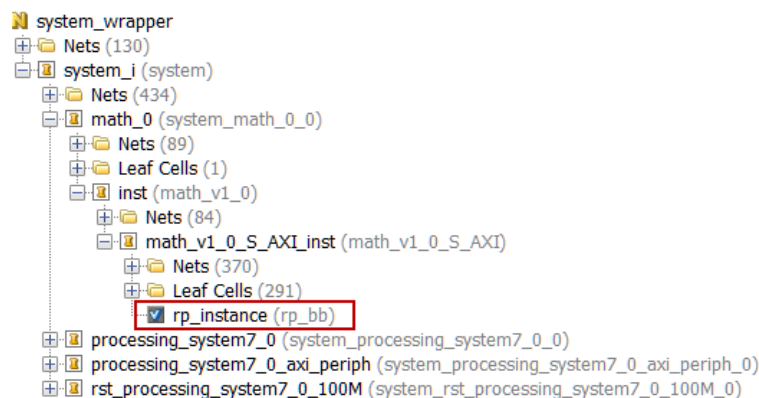 system_wrapper
Nets (130)
system_i (system)
Nets (434)
math_0 (system_math_0_0)
Nets (89)
Leaf Cells (1)
inst (math_v1_0)
Nets (84)
math_v1_0_S_AXI_inst (math_v1_0_S_AXI)
Nets (370)
Leaf Cells (291)
rp_instance (rp_bb)
processing_system7_0 (system_processing_system7_0_0)
processing_system7_0_axi_periph (system_processing_system7_0_axi_periph_0)
rst_processing_system7_0_100M (system_rst_processing_system7_0_100M_0)